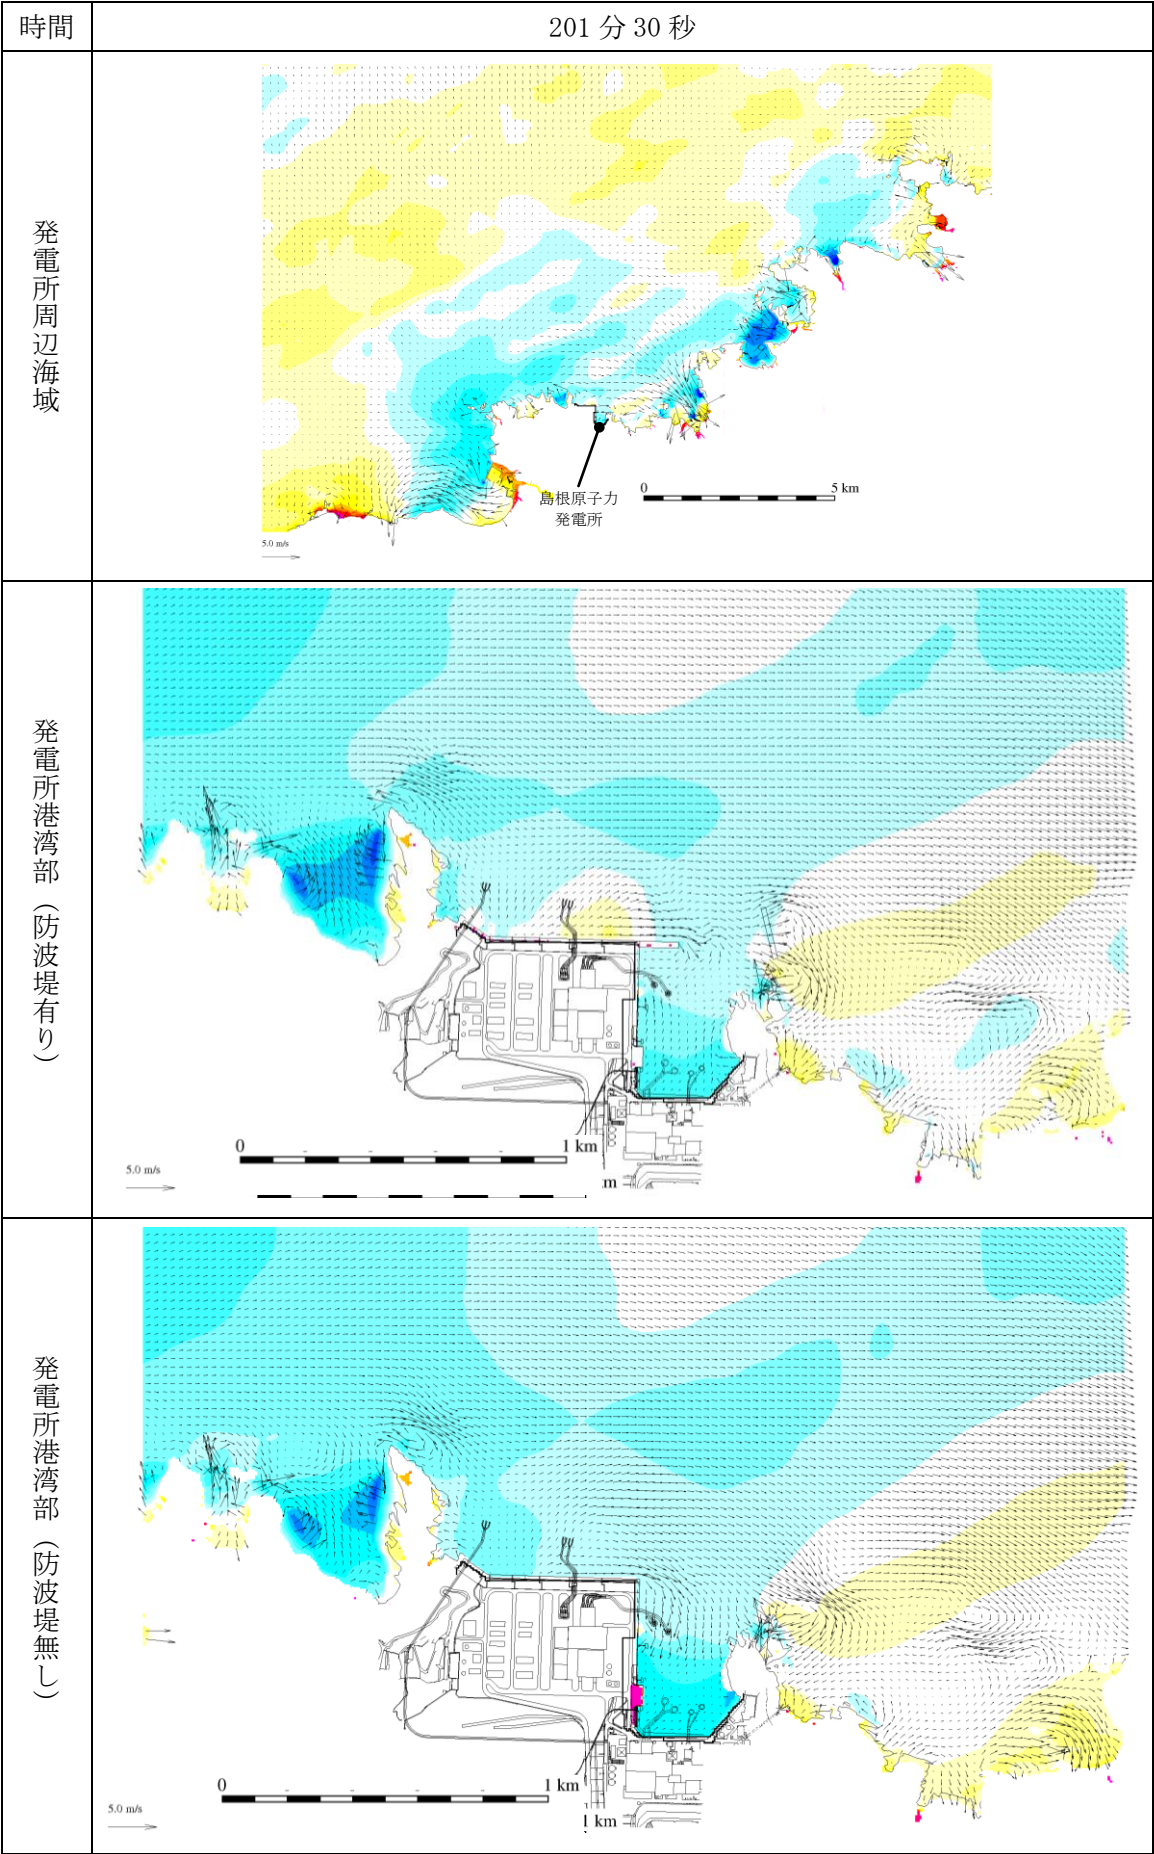 時間
201 分 30 秒
発電所周辺海域
島根原子力
発電所
0
5 km
5.0 m/s
発電所港湾部（防波堤有り）
0
1 km
5.0 m/s
m
発電所港湾部（防波堤無し）
0
1 km
5.0 m/s
1 km